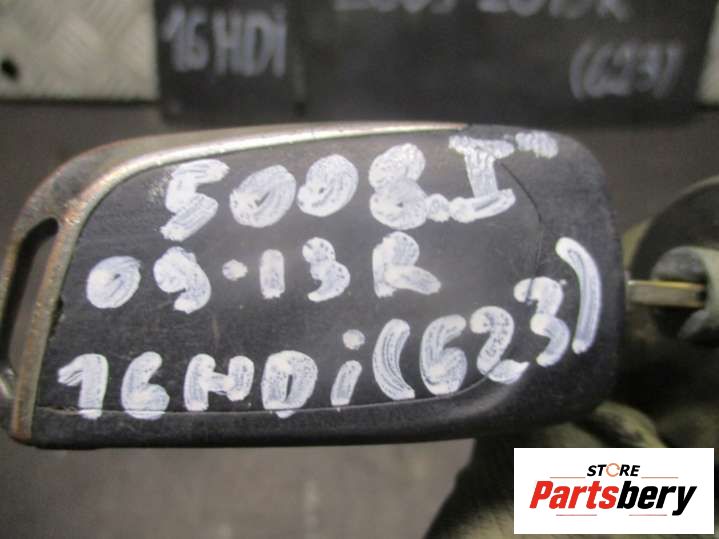 16HDi
(623)
5008.I"
09-13R
16HDi(623)
STORE
Partsbery